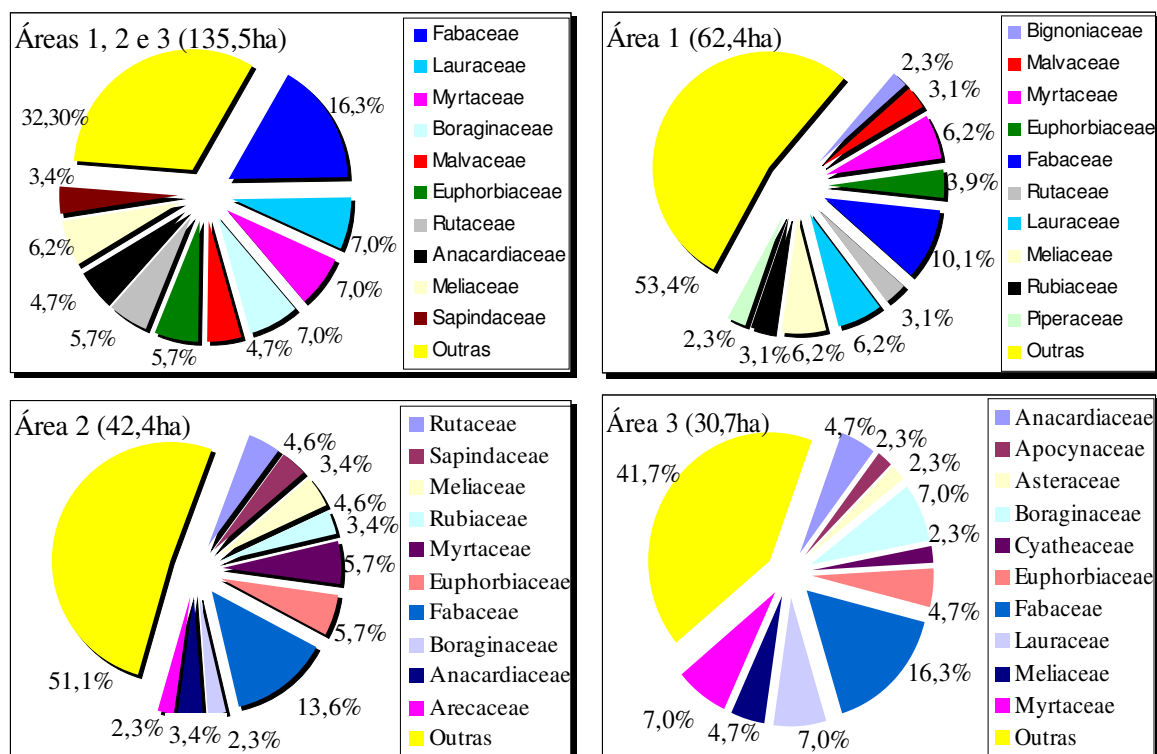 Áreas 1, 2 e 3 (135,5ha)
16,3%
7,0%
7,0%
7,0%
4,7%
5,7%
5,7%
4,7%
6,2%
3,4%
32,30%
Fabaceae
Lauraceae
Myrtaceae
Boraginaceae
Malvaceae
Euphorbiaceae
Rutaceae
Anacardiaceae
Meliaceae
Sapindaceae
Outras
Área 1 (62,4ha)
2,3%
3,1%
6,2%
3,9%
10,1%
3,1%
6,2%
6,2%
3,1%
2,3%
53,4%
Bignoniaceae
Malvaceae
Myrtaceae
Euphorbiaceae
Fabaceae
Rutaceae
Lauraceae
Meliaceae
Rubiaceae
Piperaceae
Outras
Área 2 (42,4ha)
4,6%
3,4%
4,6%
3,4%
5,7%
5,7%
13,6%
2,3%
3,4%
2,3%
51,1%
Rutaceae
Sapindaceae
Meliaceae
Rubiaceae
Myrtaceae
Euphorbiaceae
Fabaceae
Boraginaceae
Anacardiaceae
Arecaceae
Outras
Área 3 (30,7ha)
4,7%
2,3%
2,3%
7,0%
2,3%
4,7%
16,3%
7,0%
4,7%
7,0%
41,7%
Anacardiaceae
Apocynaceae
Asteraceae
Boraginaceae
Cyatheaceae
Euphorbiaceae
Fabaceae
Lauraceae
Meliaceae
Myrtaceae
Outras